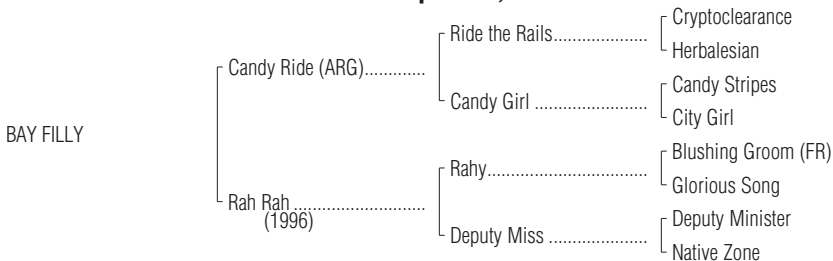 Cryptoclearance
Ride the Rails.....................
Herbalesian
Candy Ride (ARG).............
Candy Stripes
Candy Girl .........................
City Girl
BAY FILLY
Blushing Groom (FR)
Rahy...................................
Glorious Song
Rah Rah .............................
(1996)
Deputy Minister
Deputy Miss ......................
Native Zone